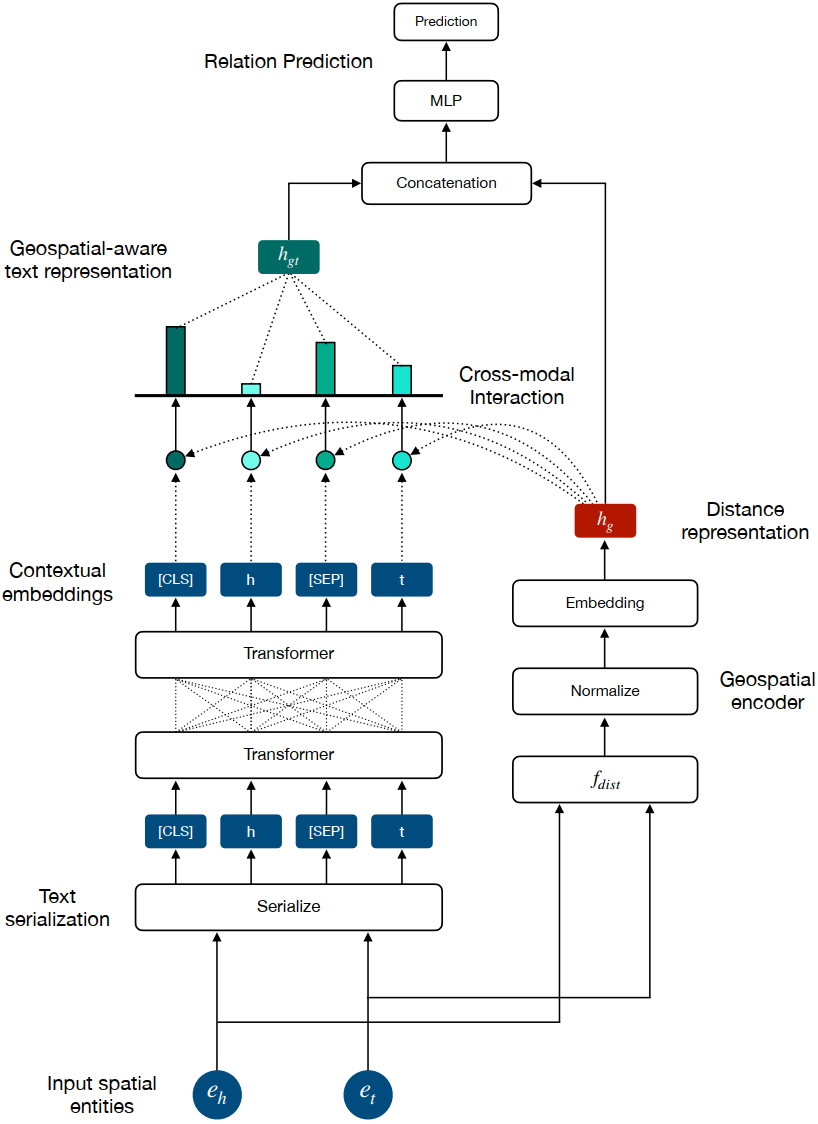 Prediction
Relation Prediction
MLP
Concatenation
Geospatial-aware
text representation
h_gt
Cross-modal
Interaction
h_g
Distance
representation
Contextual
embeddings
[CLS]
h
[SEP]
t
Embedding
Transformer
Normalize
Geospatial
encoder
Transformer
f_dist
[CLS]
h
[SEP]
t
Text
serialization
Serialize
Input spatial
entities
e_h
e_t